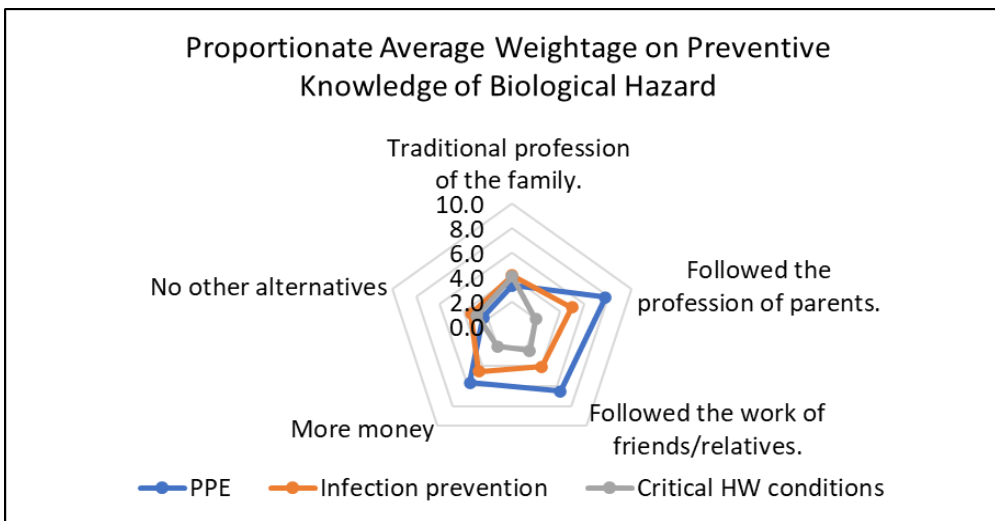 Proportionate Average Weightage on Preventive
Knowledge of Biological Hazard
Traditional profession
of the family.
10.0
8.0
6.0
4.0
2.0
0.0
Followed the
profession of parents.
Followed the work of
friends/relatives.
More money
No other alternatives
PPE
Infection prevention
Critical HW conditions